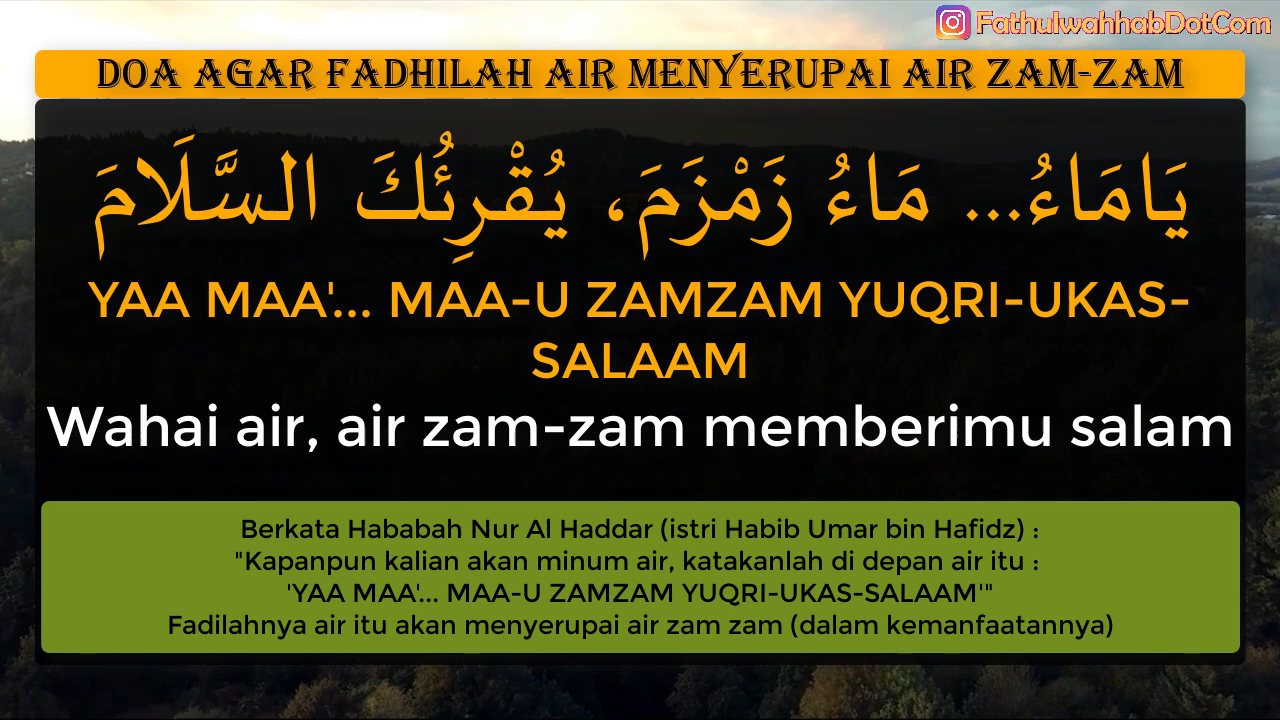 FathulwahhabDotCom
DOA AGAR FADHILAH AIR MENYERUPAI AIR ZAM-ZAM
يَامَاءُ... مَاءُ زَمْزَمَ، يُقْرِئُكَ السَّلَامَ
YAA MAA'... MAA-U ZAMZAM YUQRI-UKAS-
SALAAM
Wahai air, air zam-zam memberimu salam
Berkata Hababah Nur Al Haddar (istri Habib Umar bin Hafidz) :
"Kapanpun kalian akan minum air, katakanlah di depan air itu :
'YAA MAA'... MAA-U ZAMZAM YUQRI-UKAS-SALAAM'"
Fadilahnya air itu akan menyerupai air zam zam (dalam kemanfaatannya)